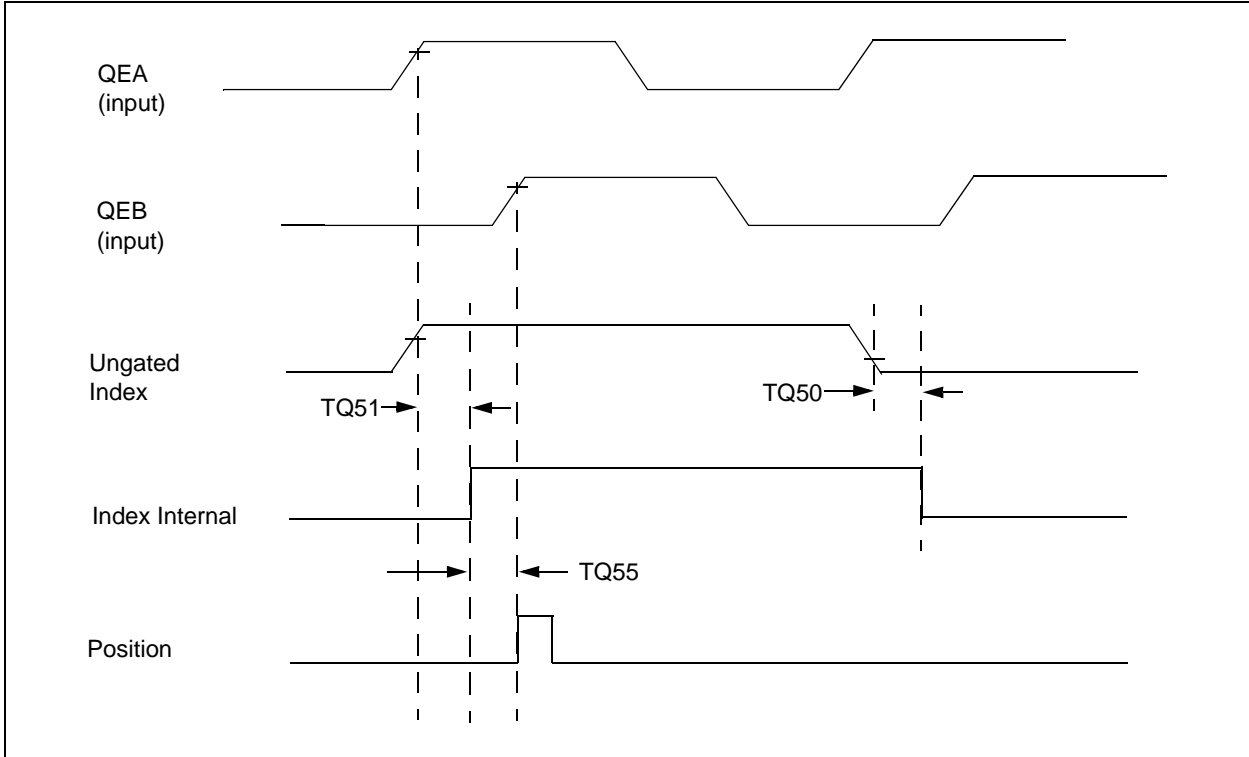 QEA
(input)
QEB
(input)
Ungated
Index
TQ51
TQ50
Index Internal
TQ55
Position